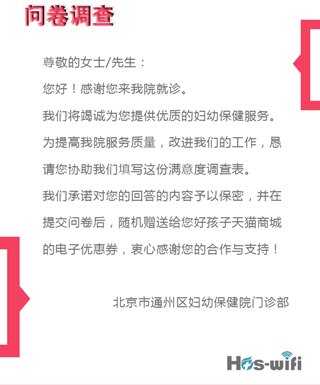 问卷调查
尊敬的女士/先生：
您好！感谢您来我院就诊。
我们将竭诚为您提供优质的妇幼保健服务。
为提高我院服务质量，改进我们的工作，恳
请您协助我们填写这份满意度调查表。
我们承诺对您的回答的内容予以保密，并在
提交问卷后，随机赠送给您好孩子天猫商城
的电子优惠券，衷心感谢您的合作与支持！
北京市通州区妇幼保健院门诊部
Hos-wifi